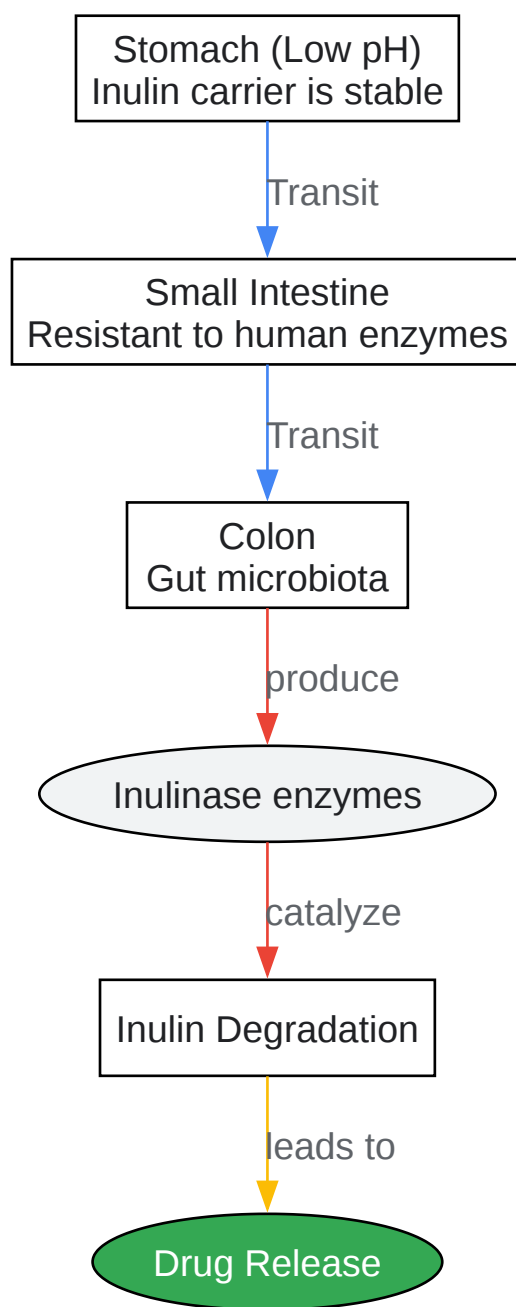 Stomach (Low pH)
Inulin carrier is stable
Transit
Small Intestine
Resistant to human enzymes
Transit
Colon
Gut microbiota
produce
Inulinase enzymes
catalyze
Inulin Degradation
leads to
Drug Release